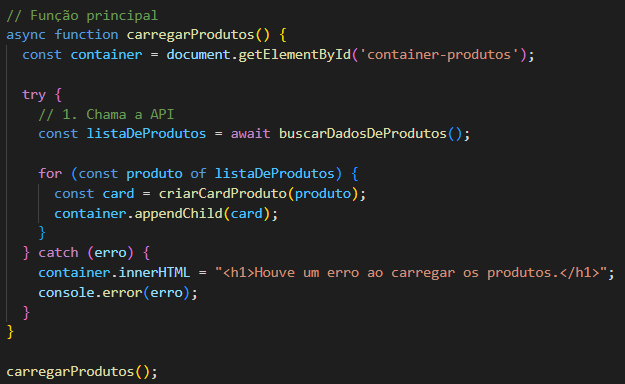 // Função principal
async function carregarProdutos() {
  const container = document.getElementById('container-produtos');

  try {
    // 1. Chama a API
    const listaDeProdutos = await buscarDadosDeProdutos();

    for (const produto of listaDeProdutos) {
      const card = criarCardProduto(produto);
      container.appendChild(card);
    }
  } catch (erro) {
    container.innerHTML = "<h1>Houve um erro ao carregar os produtos.</h1>";
    console.error(erro);
  }
}

carregarProdutos();